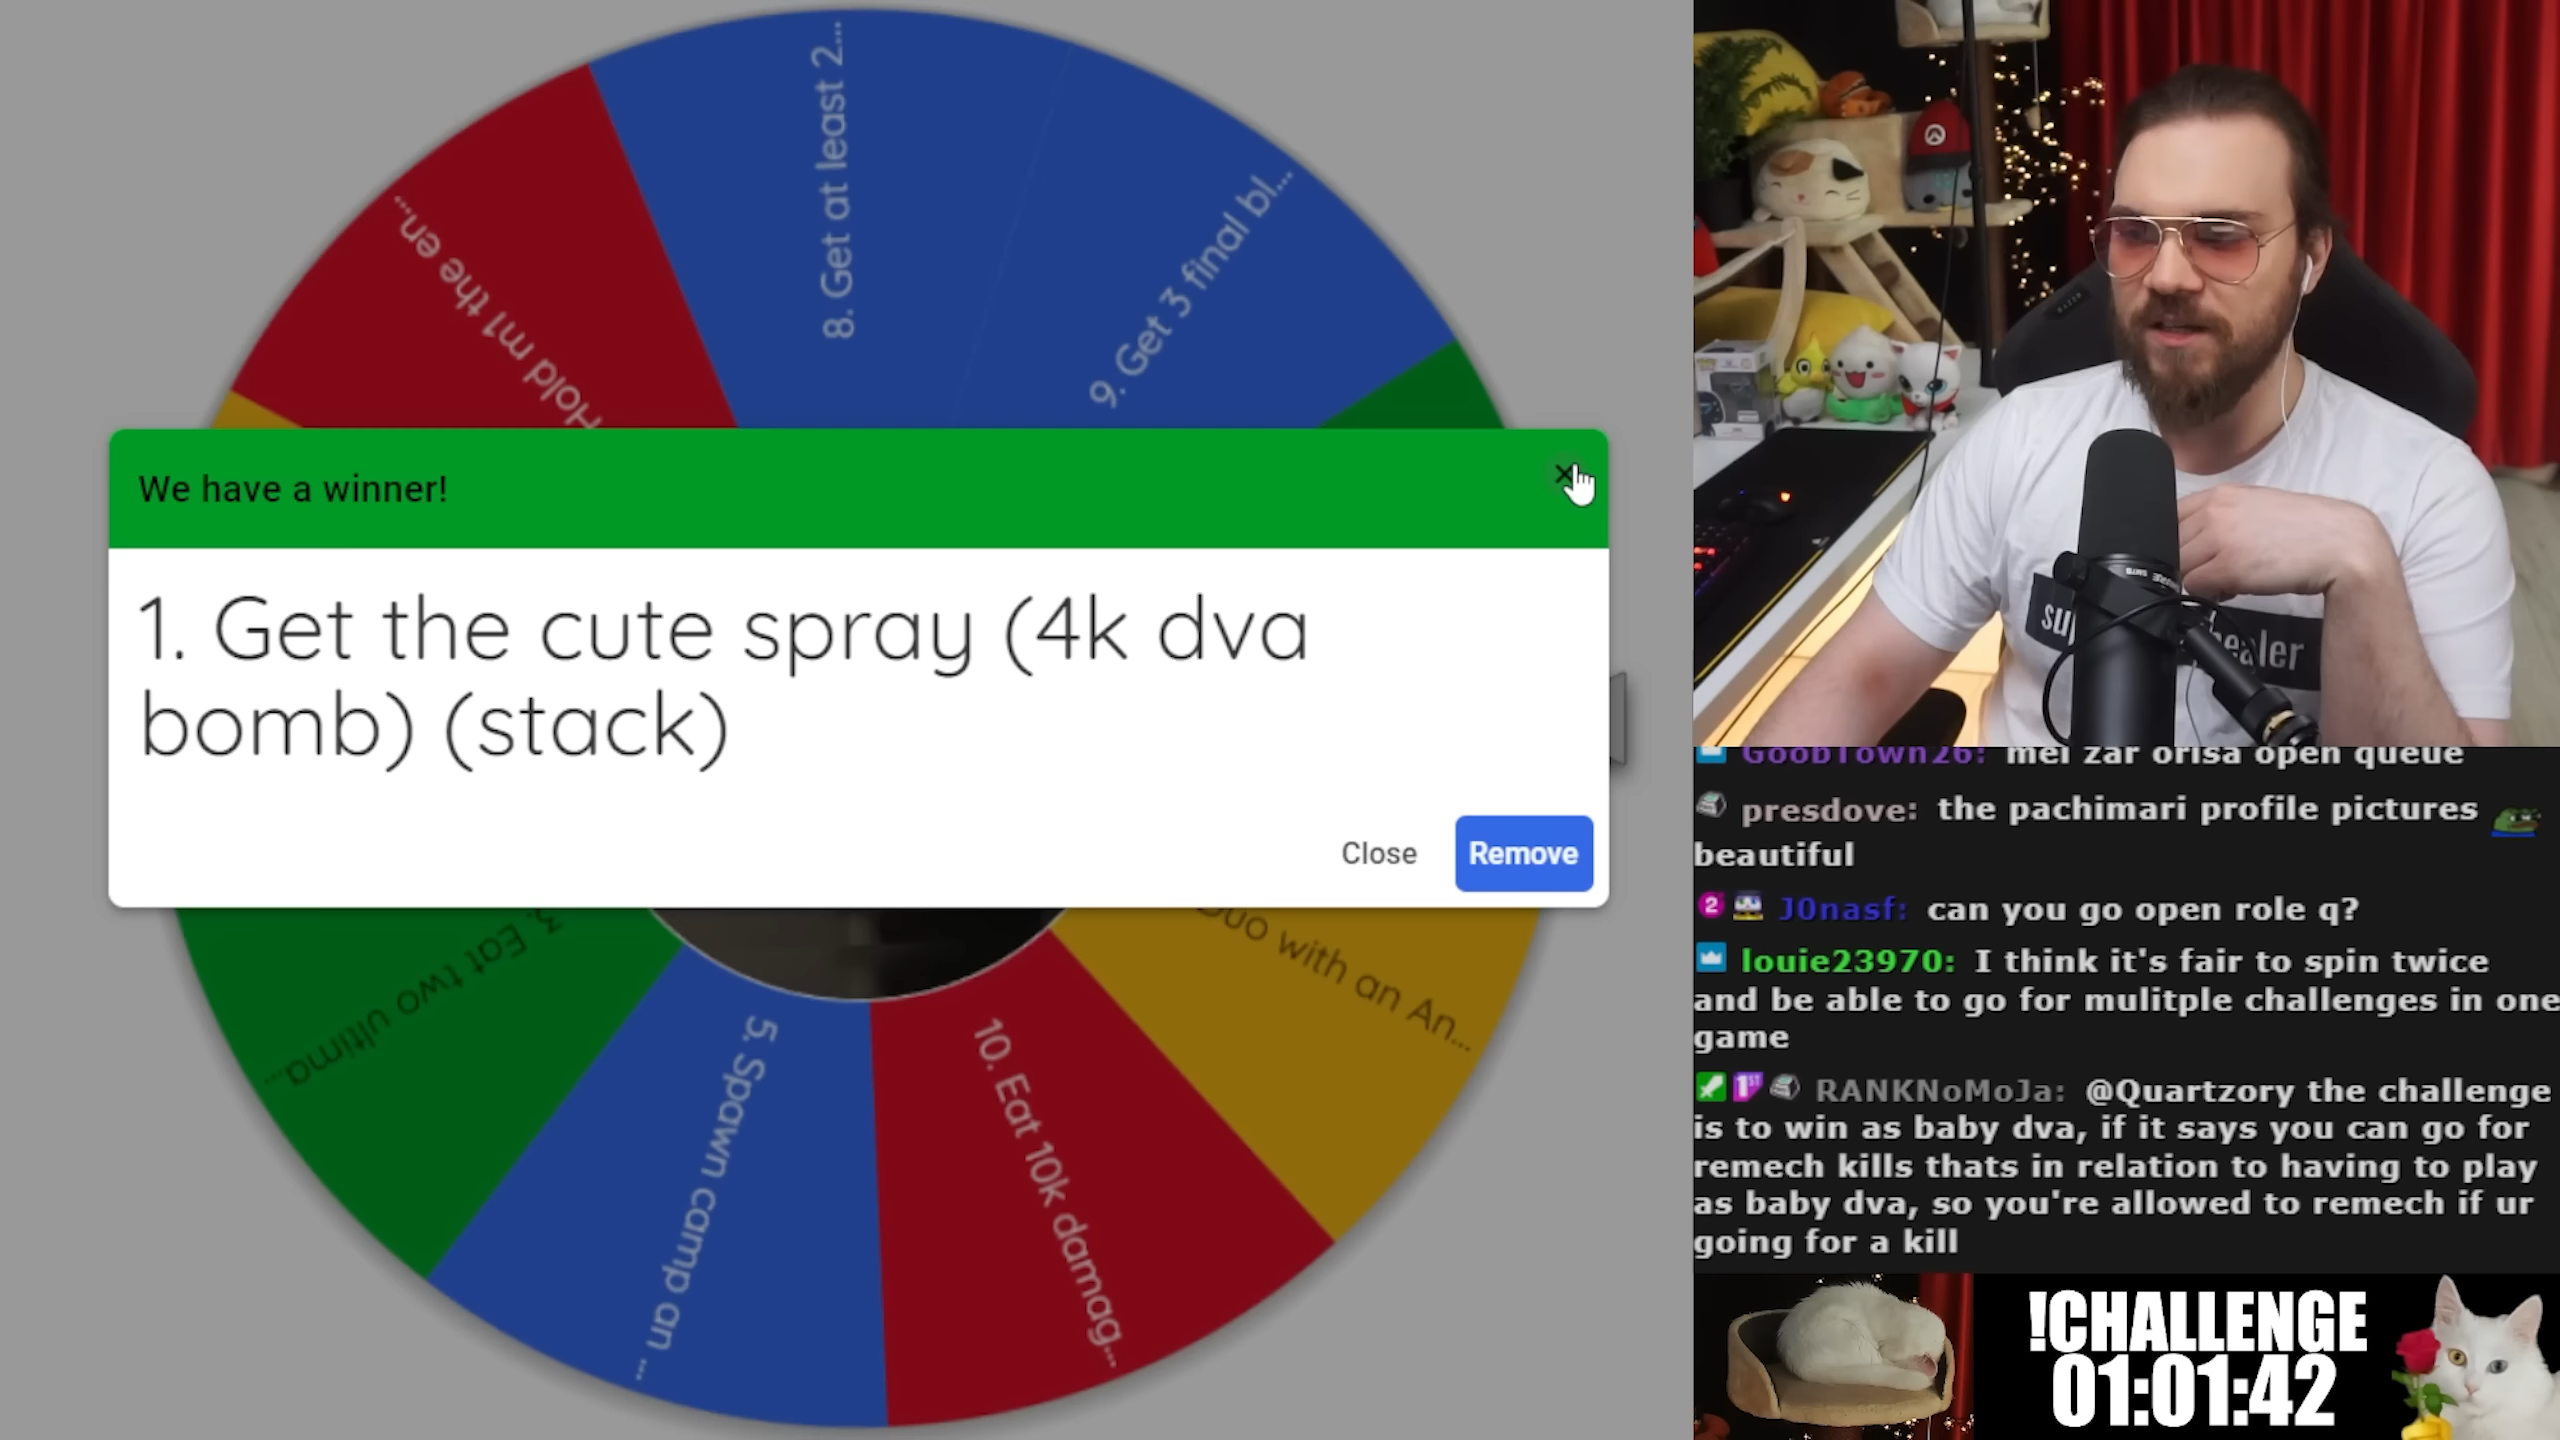 8. Get at least 2...
9. Get 3 final bl...
Hold m1 the en...
We have a winner!
1. Get the cute spray (4k dva
bomb) (stack)
Close
Remove
Duo with an An...
3. Eat two ultima...
5. Spawn camp an ...
10. Eat 10k damag...
healer
GoobTown26: mei zar orisa open queue
presdove: the pachimari profile pictures
beautiful
2 J0nasf: can you go open role q?
louie23970: I think it's fair to spin twice
and be able to go for mulitple challenges in one
game
1ST RANKNoMoJa: @Quartzory the challenge
is to win as baby dva, if it says you can go for
remech kills thats in relation to having to play
as baby dva, so you're allowed to remech if ur
going for a kill
!CHALLENGE
01:01:42